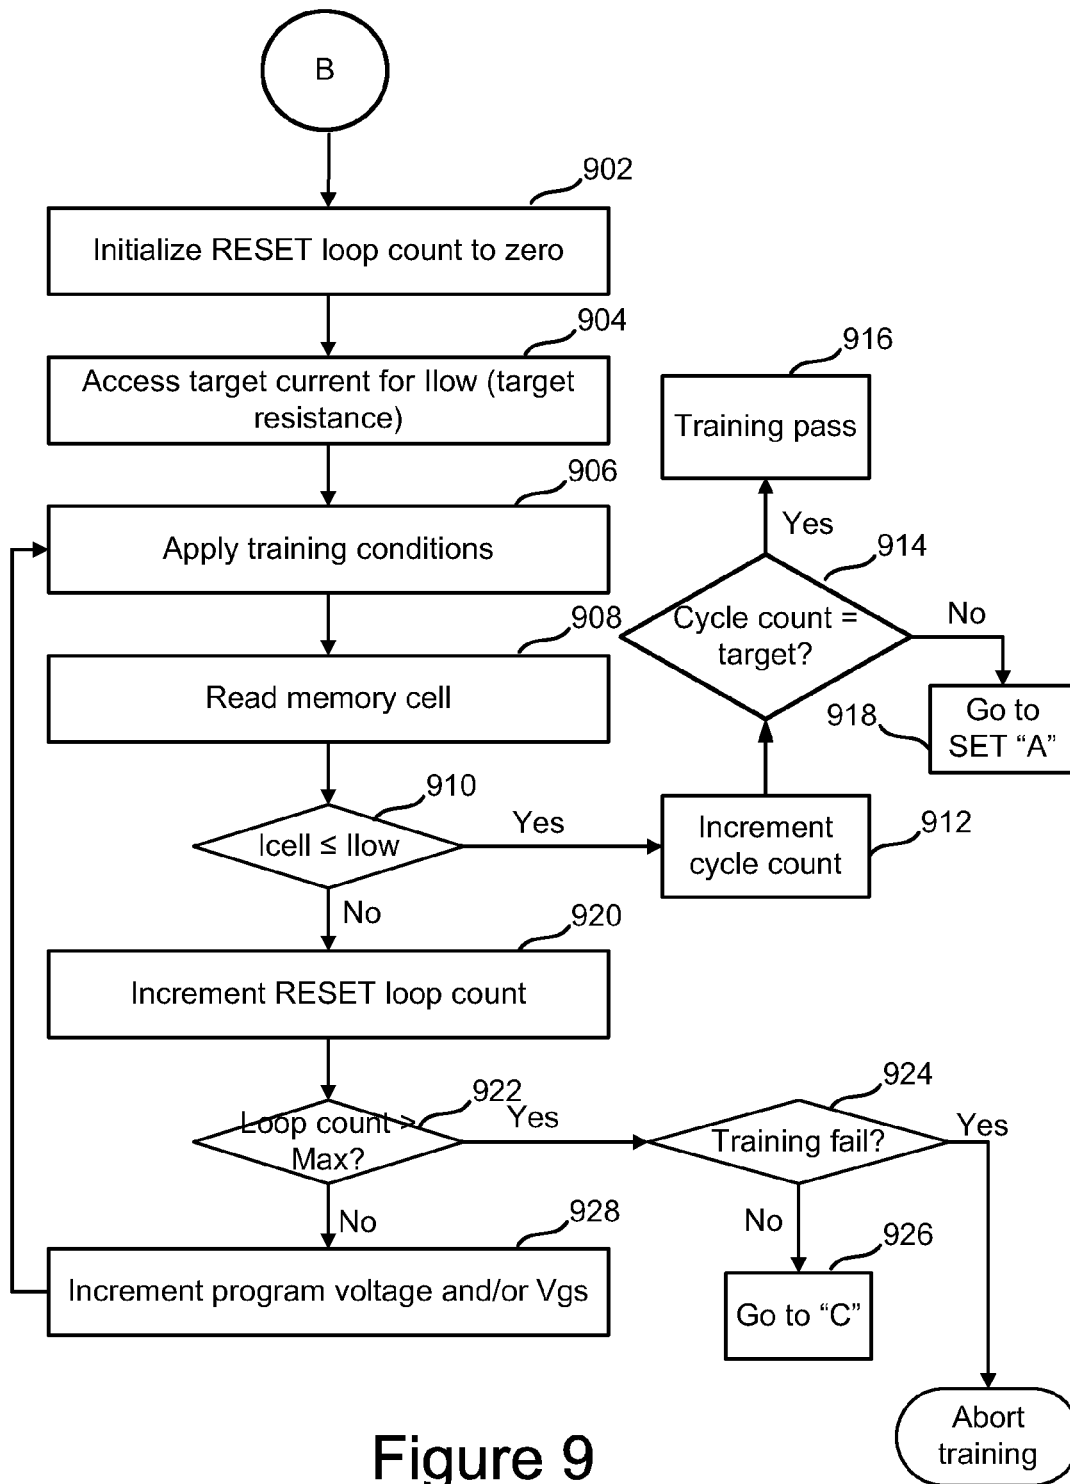 B
902
Initialize RESET loop count to zero
904
Access target current for Ilow (target
resistance)
906
Apply training conditions
908
Read memory cell
910
Icell ≤ Ilow
Yes
No
912
Increment
cycle count
914
Cycle count =
target?
Yes
No
916
Training pass
918
Go to
SET “A”
920
Increment RESET loop count
922
Loop count >
Max?
Yes
No
924
Training fail?
Yes
No
926
Go to “C”
928
Increment program voltage and/or Vgs
Abort
training
Figure 9